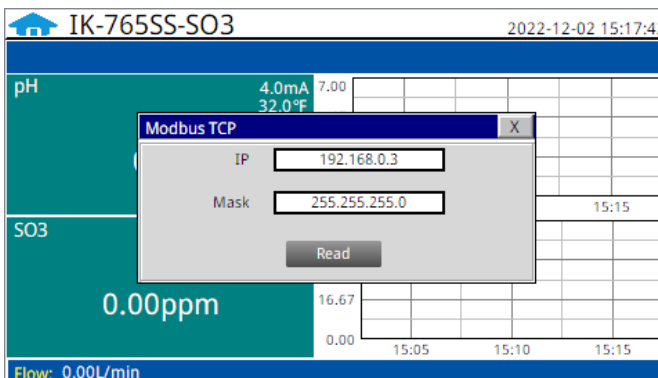 IK-765SS-SO3
2022-12-02 15:17:4
pH
4.0mA
32.0°F
7.00
Modbus TCP
X
IP
192.168.0.3
Mask
255.255.255.0
Read
15:15
SO3
0.00ppm
16.67
0.00
15:05
15:10
15:15
Flow: 0.00L/min